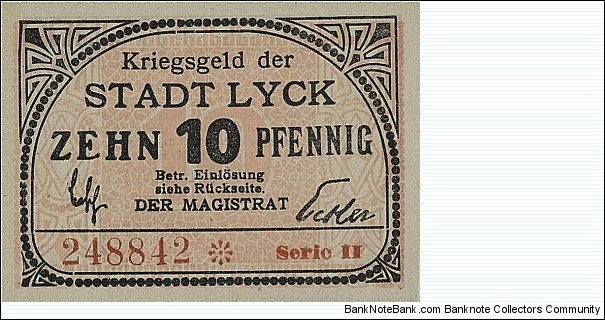 Kriegsgeld der
STADT LYCK
ZEHN 10 PFENNIG
Betr. Einlösung
siehe Rückseite.
DER MAGISTRAT
248842 * Serie II
BankNoteBank.com Banknote Collectors Community